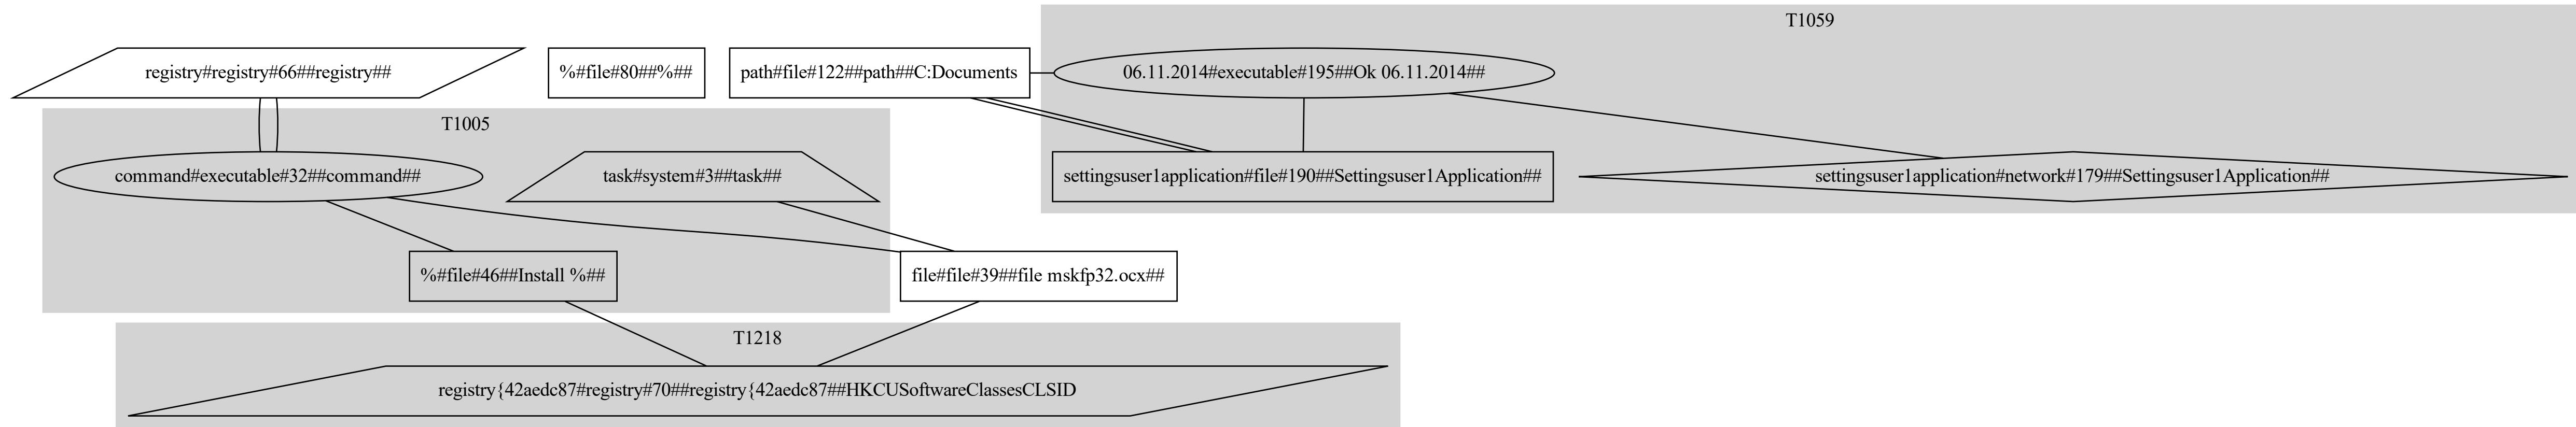 T1059
registry#registry#66##registry##
%#file#80##%##
path#file#122##path##C:Documents
06.11.2014#executable#195##Ok 06.11.2014##
T1005
command#executable#32##command##
task#system#3##task##
settingsuser1application#file#190##Settingsuser1Application##
settingsuser1application#network#179##Settingsuser1Application##
%#file#46##Install %##
file#file#39##file mskfp32.ocx##
T1218
registry{42aedc87#registry#70##registry{42aedc87##HKCUSoftwareClassesCLSID